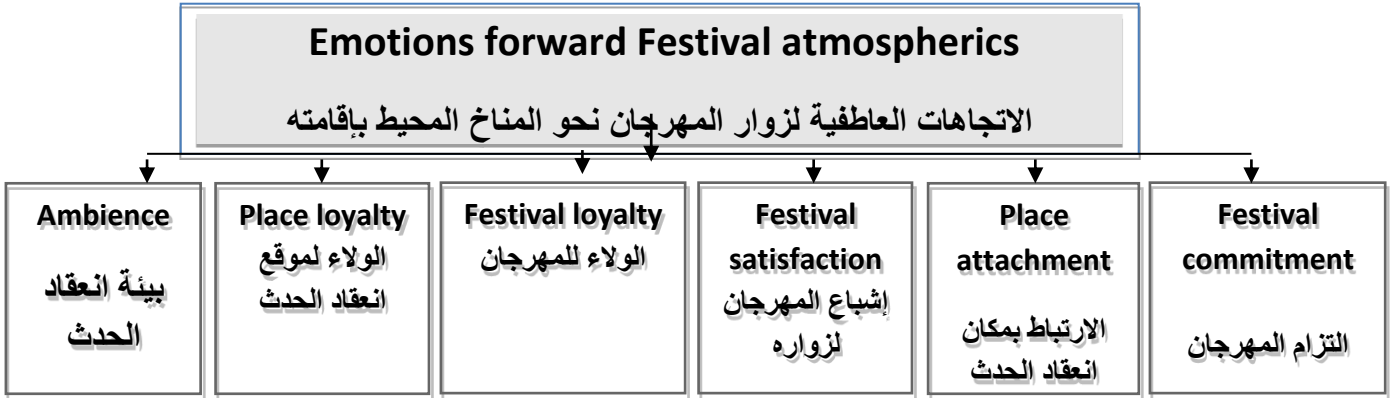 Emotions forward Festival atmospherics
الاتجاهات العاطفية لزوار المهرجان نحو المناخ المحيط بإقامته
Ambience
بيئة انعقاد
الحدث
Place loyalty
الولاء لموقع
انعقاد الحدث
Festival loyalty
الولاء للمهرجان
Festival
satisfaction
إشباع المهرجان
لزواره
Place
attachment
الارتباط بمكان
انعقاد الحدث
Festival
commitment
التزام المهرجان